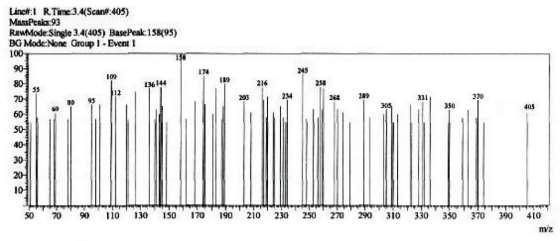 Line#:1 R.Time:3.4(Scan#:405)
MassPeaks:93
RawMode:Single 3.4(405) BasePeak:158(95)
BG Mode:None Group 1 - Event 1
100
90
80
70
60
50
40
30
20
10
55 69 80 95 109 112 136 144 158 174 189 203 216 234 245 258 268 289 305 331 350 370 405
50 70 90 110 130 150 170 190 210 230 250 270 290 310 330 350 370 390 410
m/s